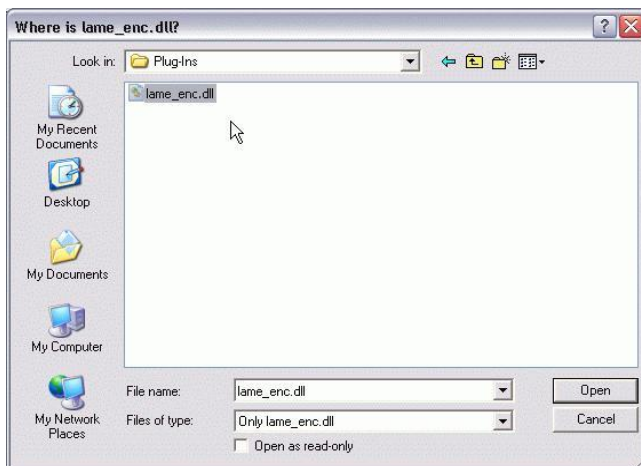 Where is lame_enc.dll?
Look in:
Plug-Ins
lame_enc.dll
My Recent
Documents
Desktop
My Documents
My Computer
My Network
Places
File name:
lame_enc.dll
Open
Files of type:
Only lame_enc.dll
Cancel
Open as read-only